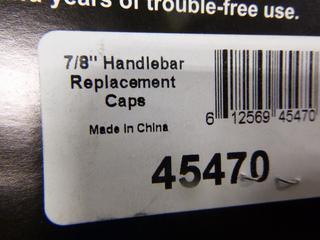 years of trouble-free use.
7/8" Handlebar
Replacement
Caps
Made in China
6 12569 45470
45470